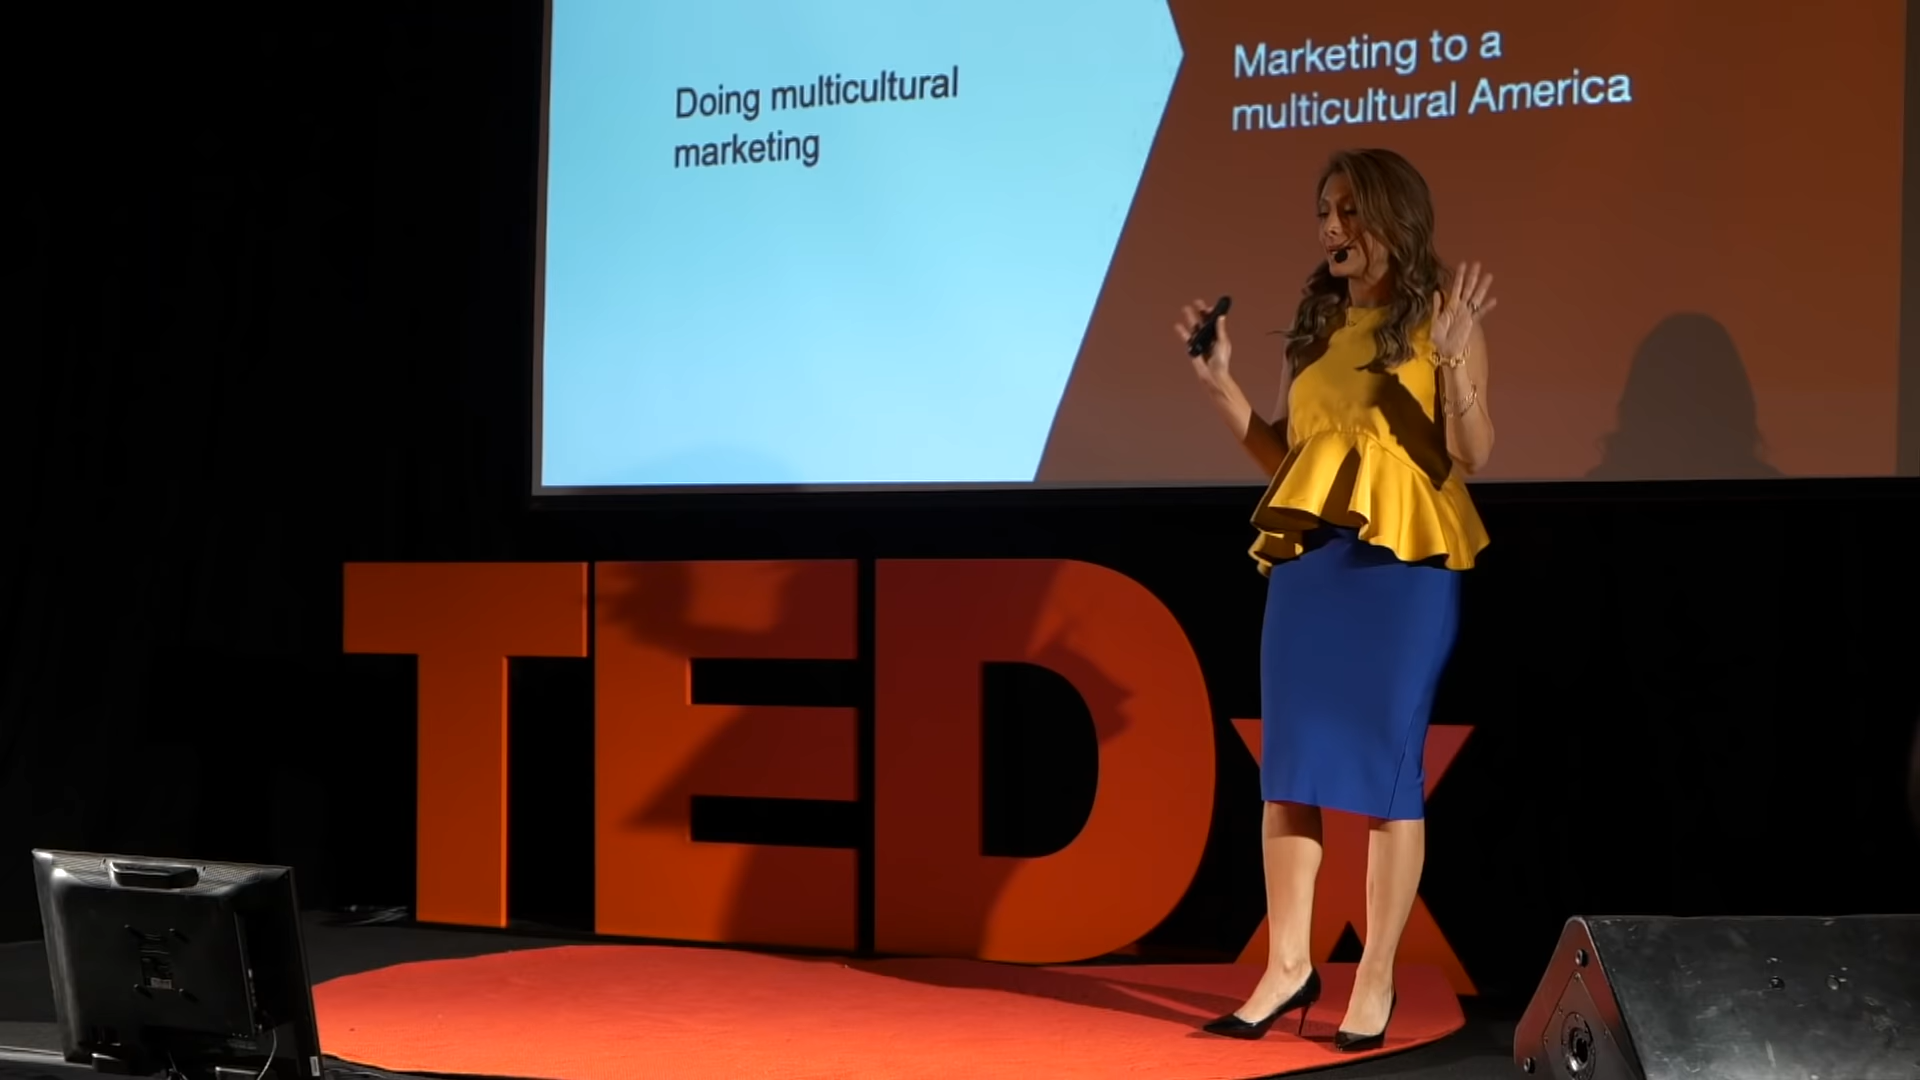 Doing multicultural
marketing
Marketing to a
multicultural America
TEDx